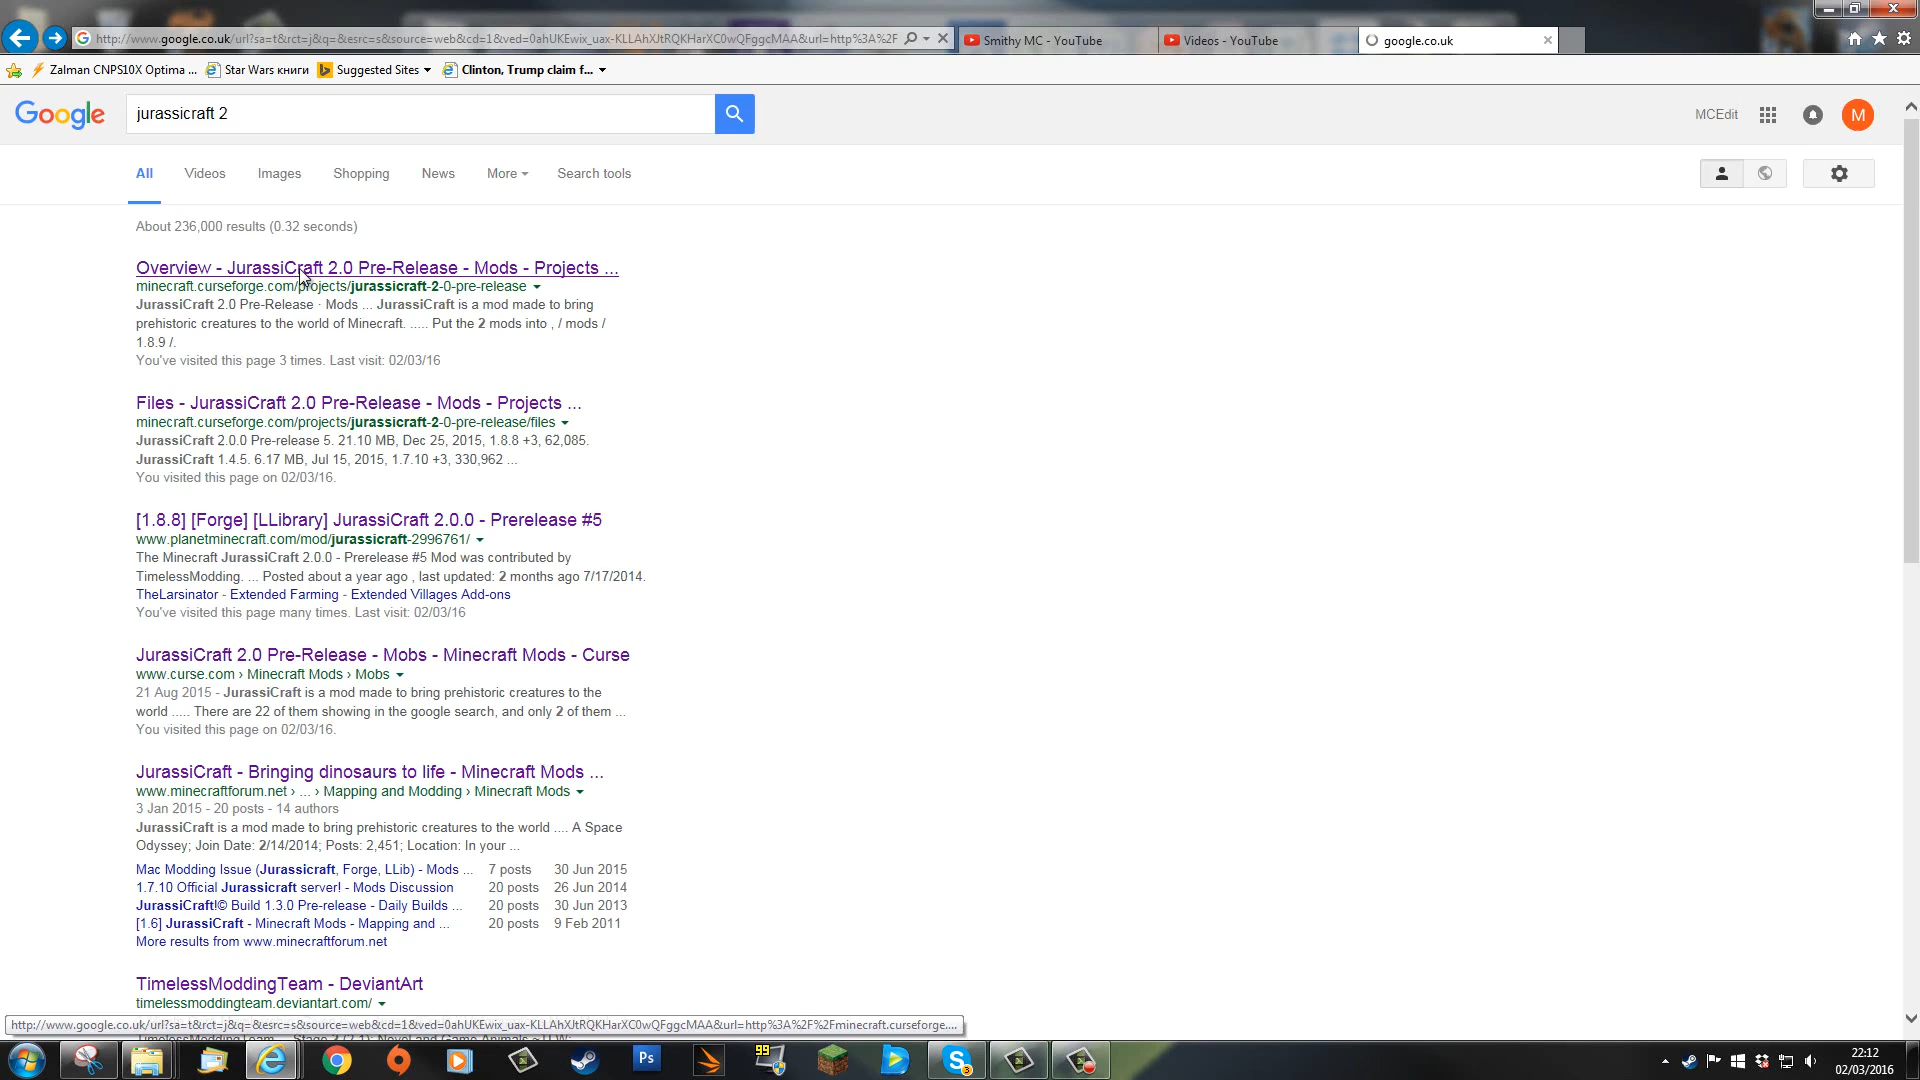 http://www.google.co.uk/url?sa=t&rct=j&q=&esrc=s&source=web&cd=1&ved=0ahUKEwix_uax-KLLAhXJtRQKHarXC0wQFggcMAA&url=http%3A%2F
Smithy MC - YouTube
Videos - YouTube
google.co.uk
Zalman CNPS10X Optima ...
Star Wars книги
Suggested Sites
Clinton, Trump claim f...
Google
jurassicraft 2
MCEdit
M
All
Videos
Images
Shopping
News
More
Search tools
About 236,000 results (0.32 seconds)
Overview - JurassiCraft 2.0 Pre-Release - Mods - Projects ...
minecraft.curseforge.com/projects/jurassicraft-2-0-pre-release
JurassiCraft 2.0 Pre-Release · Mods ... JurassiCraft is a mod made to bring
prehistoric creatures to the world of Minecraft. ..... Put the 2 mods into , / mods /
1.8.9 /.
You've visited this page 3 times. Last visit: 02/03/16
Files - JurassiCraft 2.0 Pre-Release - Mods - Projects ...
minecraft.curseforge.com/projects/jurassicraft-2-0-pre-release/files
JurassiCraft 2.0.0 Pre-release 5. 21.10 MB, Dec 25, 2015, 1.8.8 +3, 62,085.
JurassiCraft 1.4.5. 6.17 MB, Jul 15, 2015, 1.7.10 +3, 330,962 ...
You visited this page on 02/03/16.
[1.8.8] [Forge] [LLibrary] JurassiCraft 2.0.0 - Prerelease #5
www.planetminecraft.com/mod/jurassicraft-2996761/
The Minecraft JurassiCraft 2.0.0 - Prerelease #5 Mod was contributed by
TimelessModding. ... Posted about a year ago , last updated: 2 months ago 7/17/2014.
TheLarsinator - Extended Farming - Extended Villages Add-ons
You've visited this page many times. Last visit: 02/03/16
JurassiCraft 2.0 Pre-Release - Mobs - Minecraft Mods - Curse
www.curse.com › Minecraft Mods › Mobs
21 Aug 2015 - JurassiCraft is a mod made to bring prehistoric creatures to the
world ..... There are 22 of them showing in the google search, and only 2 of them ...
You visited this page on 02/03/16.
JurassiCraft - Bringing dinosaurs to life - Minecraft Mods ...
www.minecraftforum.net › ... › Mapping and Modding › Minecraft Mods
3 Jan 2015 - 20 posts - 14 authors
JurassiCraft is a mod made to bring prehistoric creatures to the world .... A Space
Odyssey; Join Date: 2/14/2014; Posts: 2,451; Location: In your ...
Mac Modding Issue (Jurassicraft, Forge, LLib) - Mods ... 7 posts 30 Jun 2015
1.7.10 Official Jurassicraft server! - Mods Discussion 20 posts 26 Jun 2014
JurassiCraft!© Build 1.3.0 Pre-release - Daily Builds ... 20 posts 30 Jun 2013
[1.6] JurassiCraft - Minecraft Mods - Mapping and ... 20 posts 9 Feb 2011
More results from www.minecraftforum.net
TimelessModdingTeam - DeviantArt
timelessmoddingteam.deviantart.com/
http://www.google.co.uk/url?sa=t&rct=j&q=&esrc=s&source=web&cd=1&ved=0ahUKEwix_uax-KLLAhXJtRQKHarXC0wQFggcMAA&url=http%3A%2F%2Fminecraft.curseforge....
Ps
99
S
3
22:12
02/03/2016